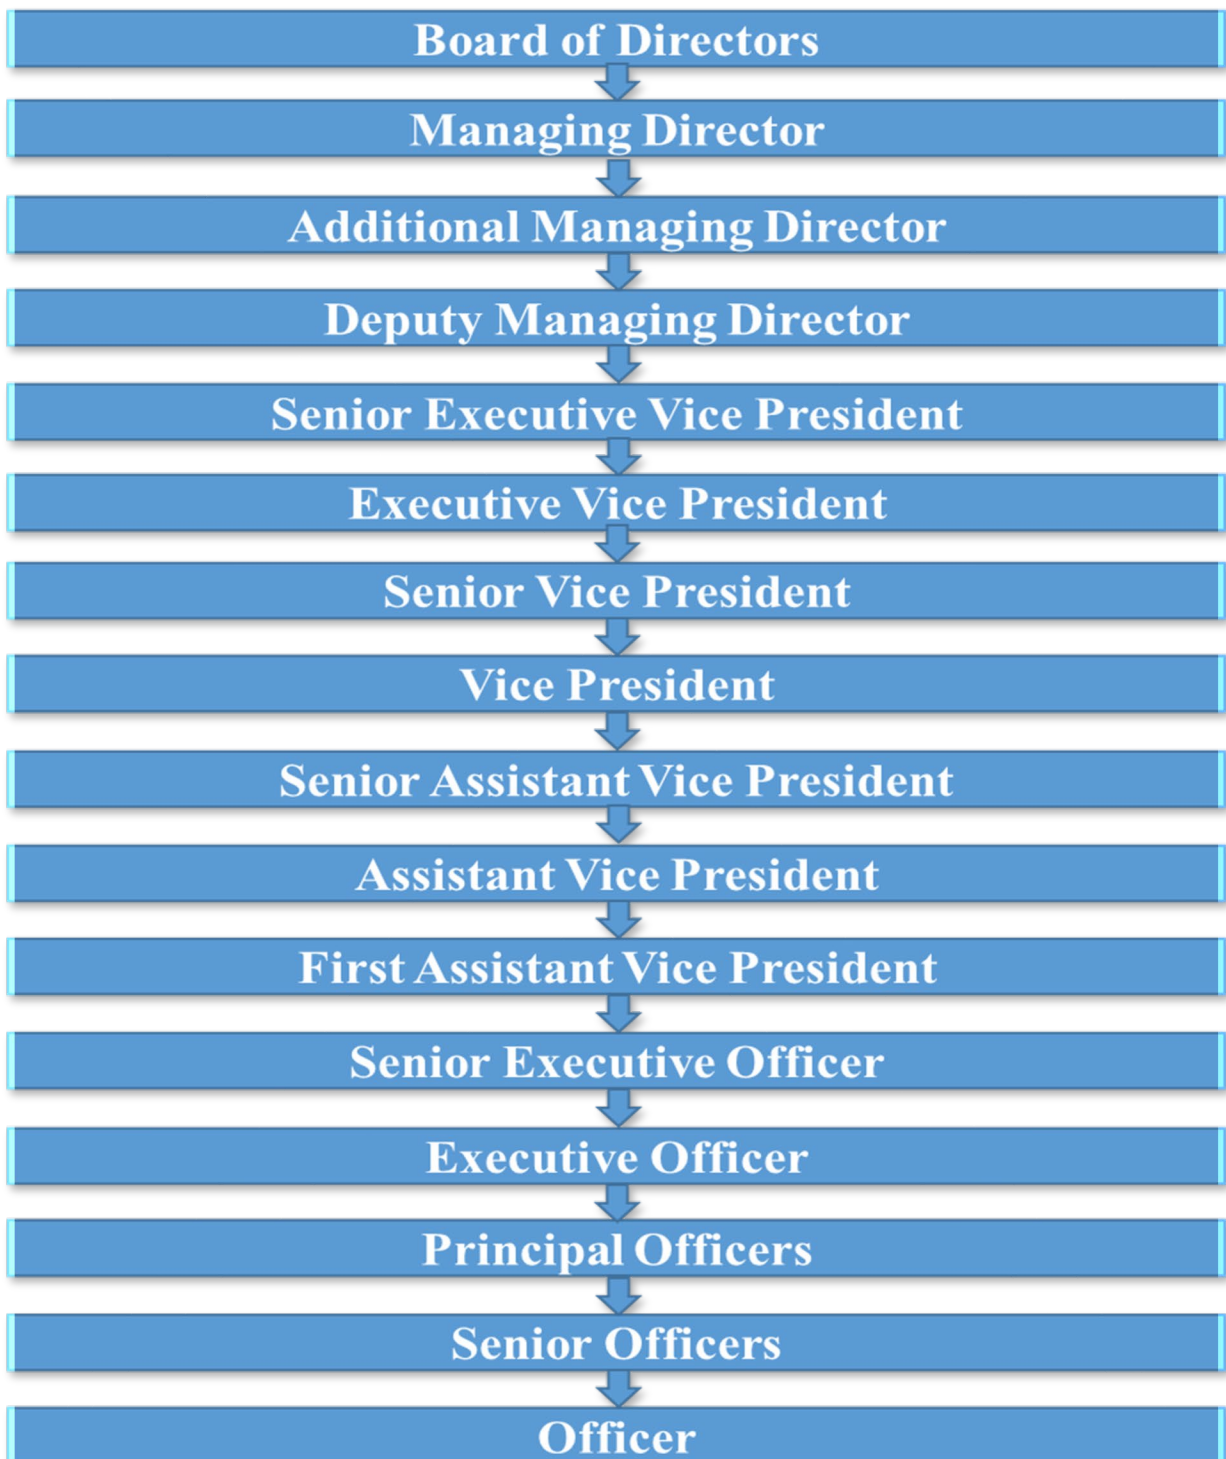 Board of Directors
Managing Director
Additional Managing Director
Deputy Managing Director
Senior Executive Vice President
Executive Vice President
Senior Vice President
Vice President
Senior Assistant Vice President
Assistant Vice President
First Assistant Vice President
Senior Executive Officer
Executive Officer
Principal Officers
Senior Officers
Officer